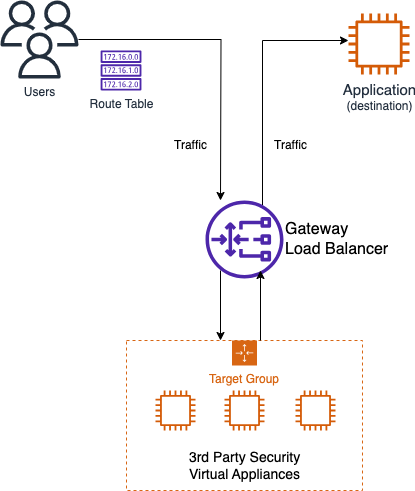 Users
172.16.0.0
172.16.1.0
172.16.2.0
Route Table
Application
(destination)
Traffic
Traffic
Gateway
Load Balancer
Target Group
3rd Party Security
Virtual Appliances